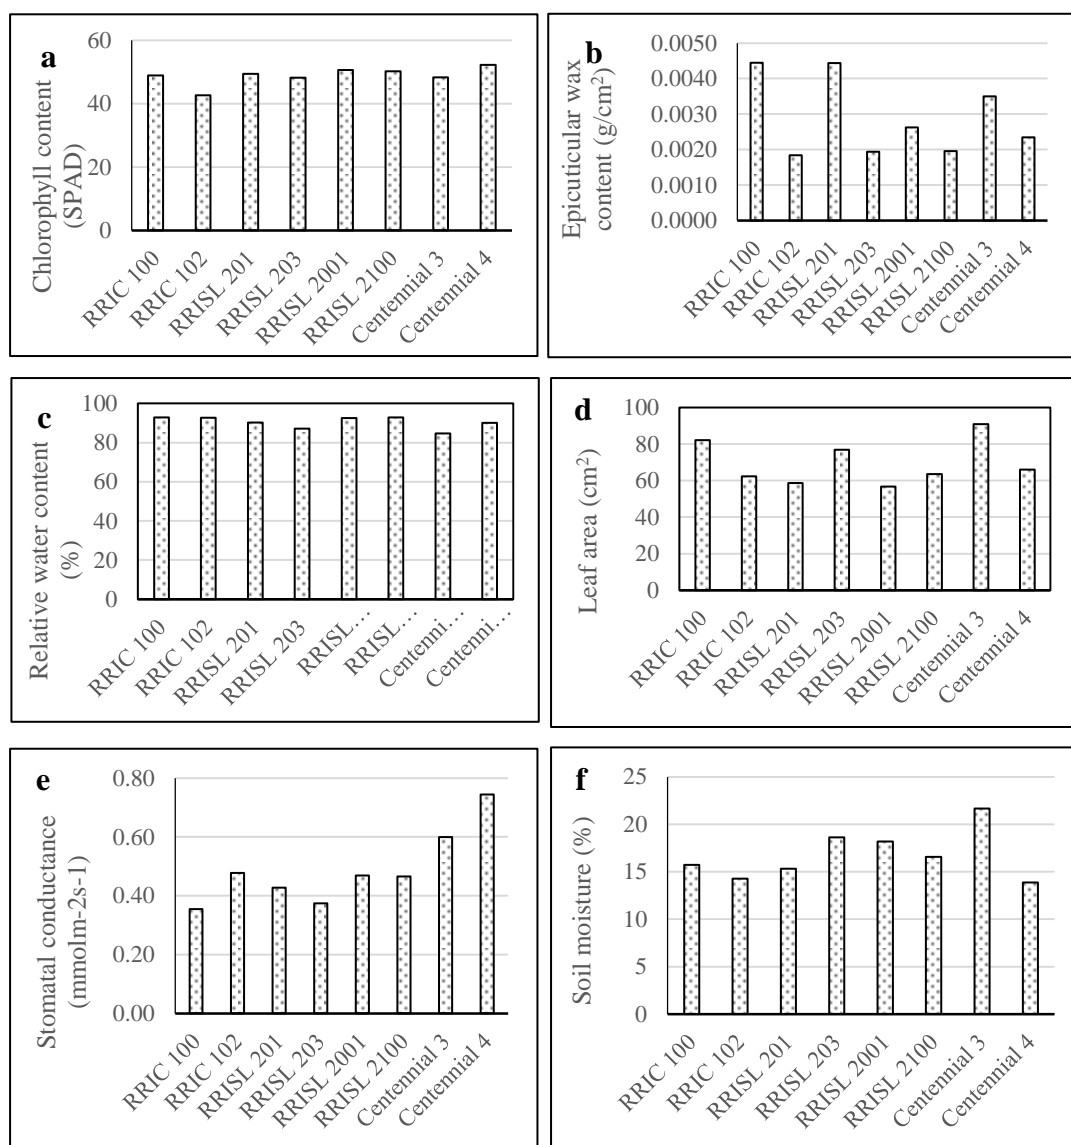 a
Chlorophyll content
(SPAD)
60
40
20
0
RRIC 100
RRIC 102
RRISL 201
RRISL 203
RRISL 2001
RRISL 2100
Centennial 3
Centennial 4
b
Epicuticular wax
content (g/cm²)
0.0050
0.0040
0.0030
0.0020
0.0010
0.0000
RRIC 100
RRIC 102
RRISL 201
RRISL 203
RRISL 2001
RRISL 2100
Centennial 3
Centennial 4
c
Relative water content
(%)
100
80
60
40
20
0
RRIC 100
RRIC 102
RRISL 201
RRISL 203
RRISL…
RRISL…
Centenni…
Centenni…
d
Leaf area (cm²)
100
80
60
40
20
0
RRIC 100
RRIC 102
RRISL 201
RRISL 203
RRISL 2001
RRISL 2100
Centennial 3
Centennial 4
e
Stomatal conductance
(mmolm-2s-1)
0.80
0.60
0.40
0.20
0.00
RRIC 100
RRIC 102
RRISL 201
RRISL 203
RRISL 2001
RRISL 2100
Centennial 3
Centennial 4
f
Soil moisture (%)
25
20
15
10
5
0
RRIC 100
RRIC 102
RRISL 201
RRISL 203
RRISL 2001
RRISL 2100
Centennial 3
Centennial 4